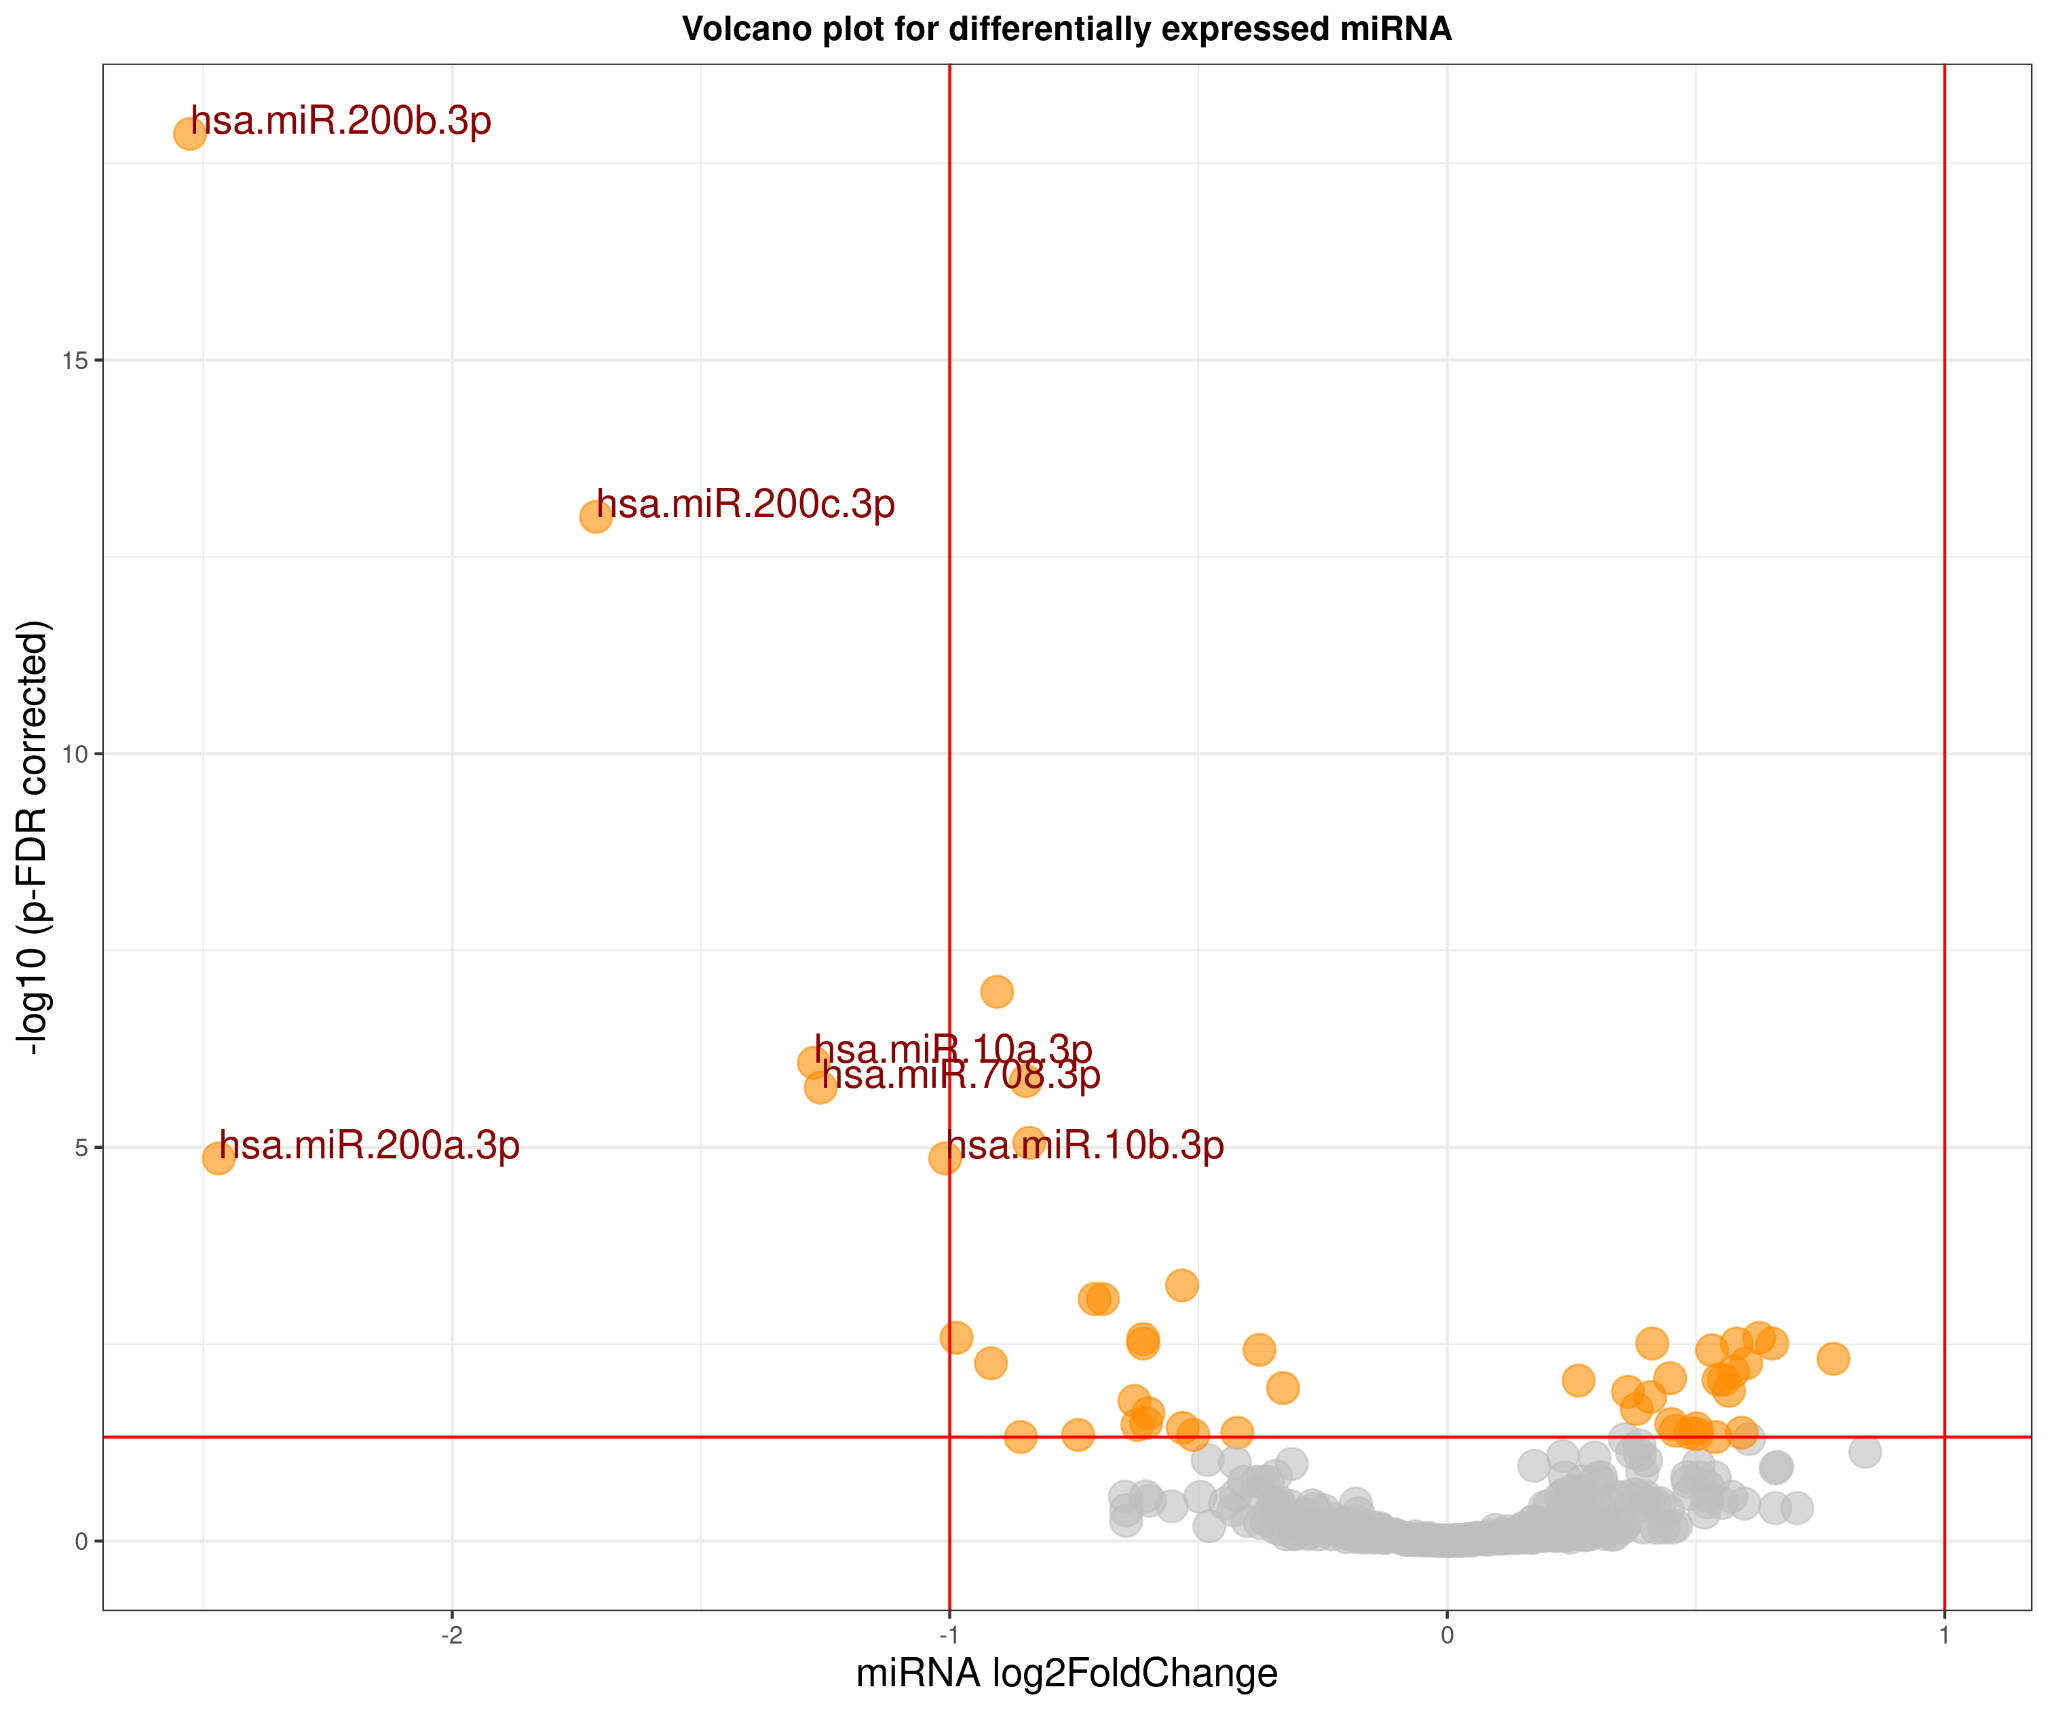 Volcano plot for differentially expressed miRNA
hsa.miR.200b.3p
15
hsa.miR.200c.3p
10
-log10 (p-FDR corrected)
hsa.miR.10a.3p
hsa.miR.708.3p
5
hsa.miR.200a.3p
hsa.miR.10b.3p
0
-2
-1
0
1
miRNA log2FoldChange